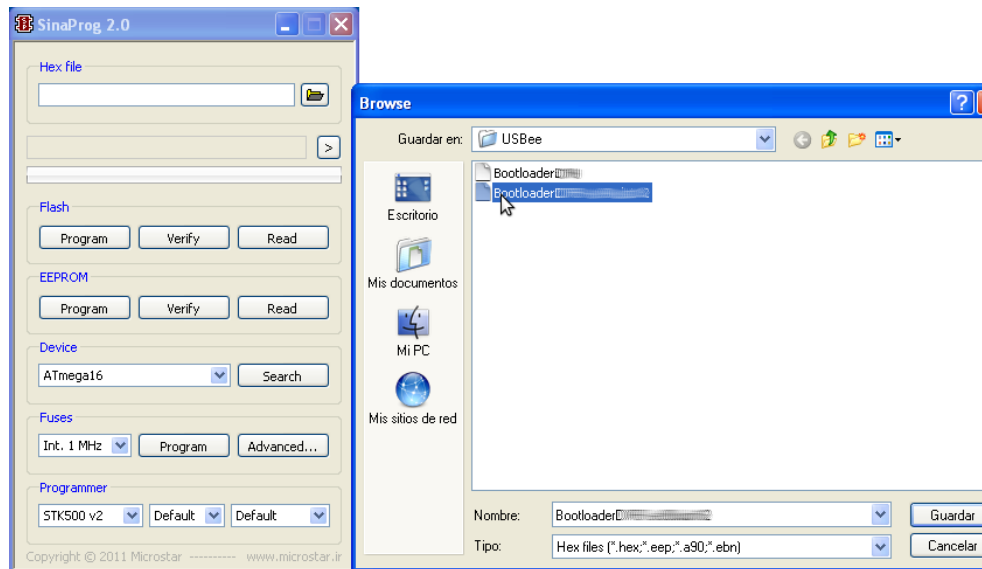 SinaProg 2.0
Hex file
>
Flash
Program Verify Read
EEPROM
Program Verify Read
Device
ATmega16 Search
Fuses
Int. 1 MHz Program Advanced...
Programmer
STK500 v2 Default Default
Copyright © 2011 Microstar ---------- www.microstar.ir
Browse ?
Guardar en: USBee
Bootloader
Bootloader
Escritorio
Mis documentos
Mi PC
Mis sitios de red
Nombre: Bootloader Guardar
Tipo: Hex files (*.hex;*.eep;*.a90;*.ebn) Cancelar